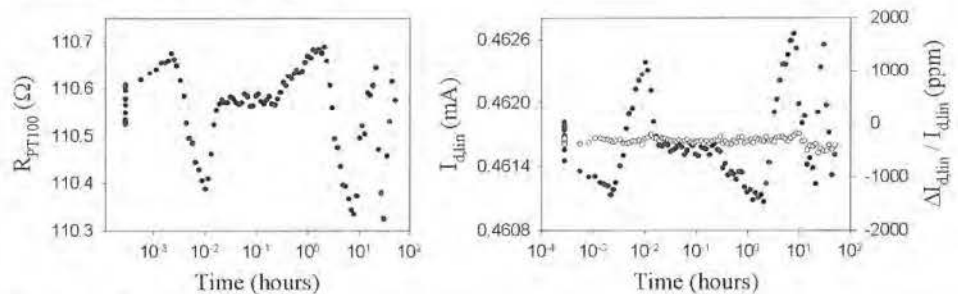 R_PT100 (Ω)
110.7
110.6
110.5
110.4
110.3
10^-3 10^-2 10^-1 10^0 10^1 10^2
Time (hours)
I_d,lin (mA)
0.4626
0.4620
0.4614
0.4608
10^-4 10^-3 10^-2 10^-1 10^0 10^1 10^2
Time (hours)
2000
1000
0
-1000
-2000
ΔI_d,lin / I_d,lin (ppm)